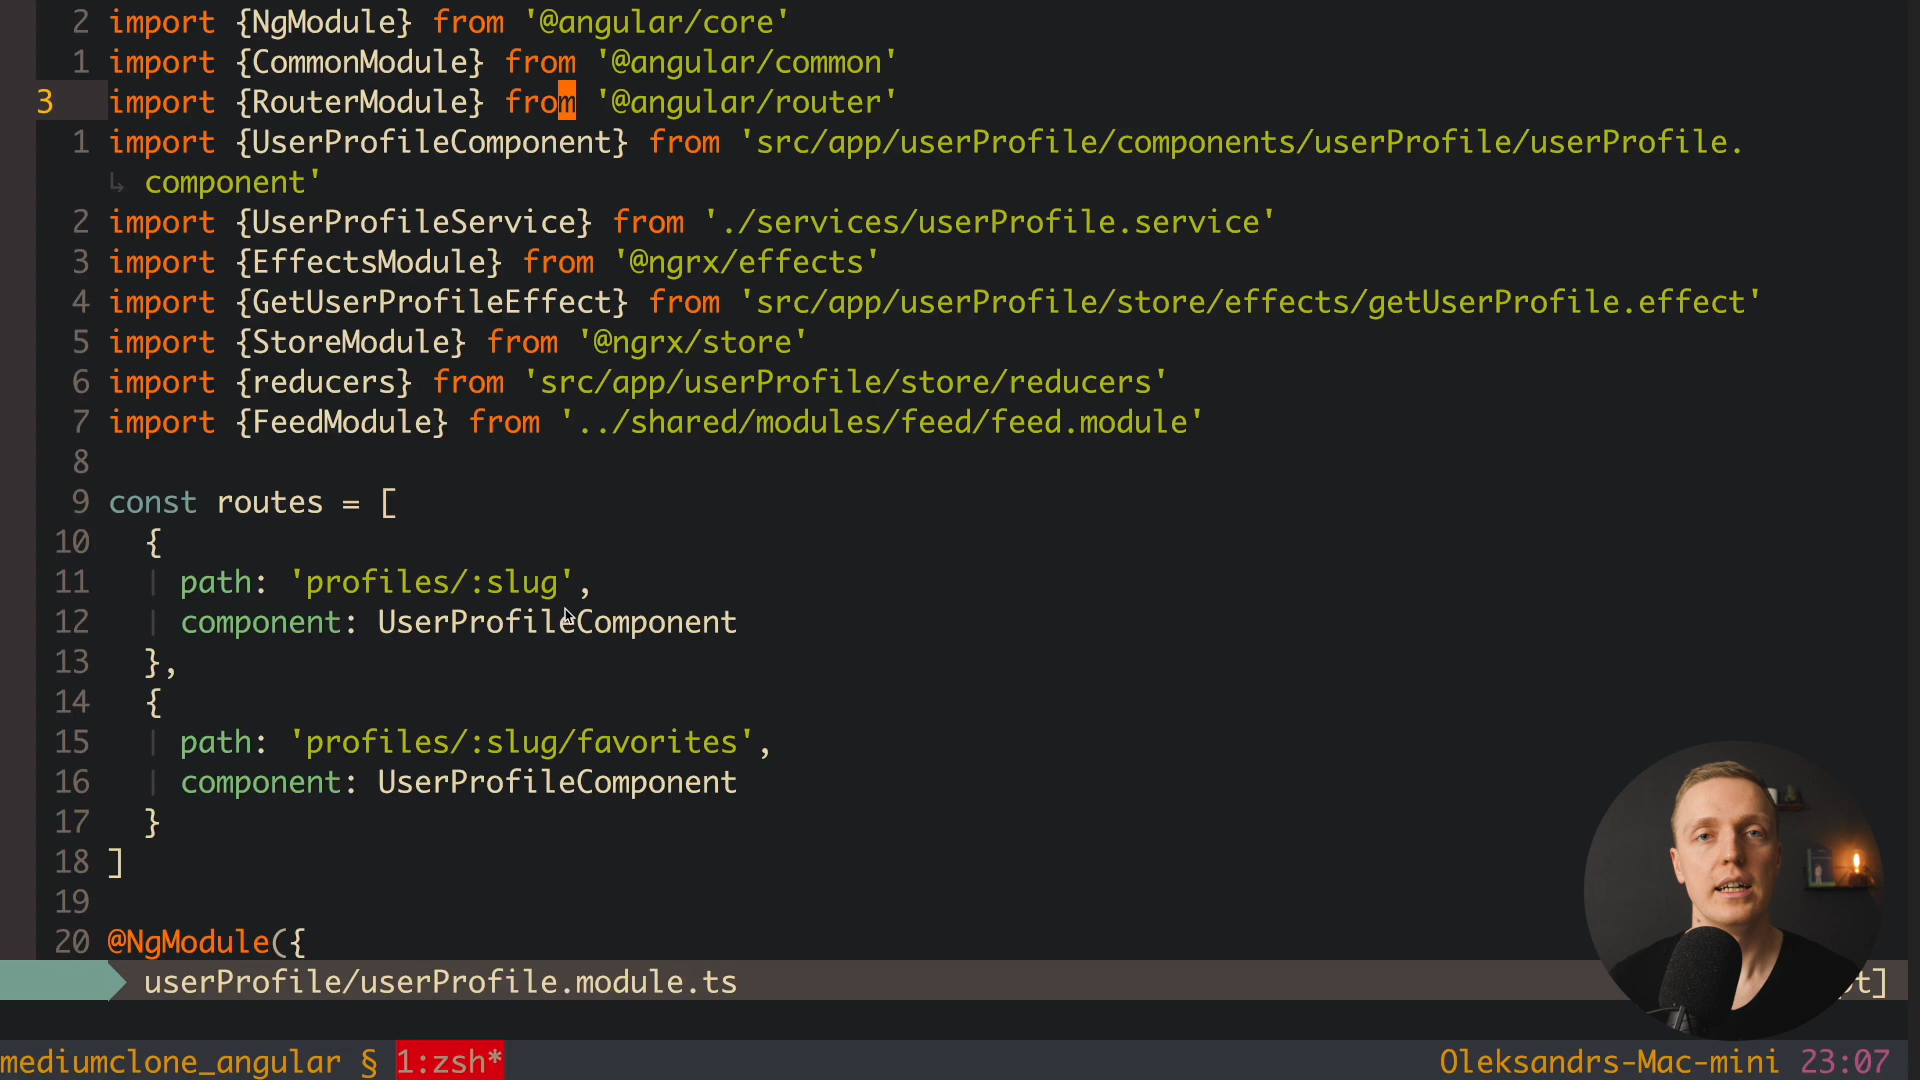 2 import {NgModule} from '@angular/core'
1 import {CommonModule} from '@angular/common'
3 import {RouterModule} from '@angular/router'
1 import {UserProfileComponent} from 'src/app/userProfile/components/userProfile/userProfile.
↳ component'
2 import {UserProfileService} from './services/userProfile.service'
3 import {EffectsModule} from '@ngrx/effects'
4 import {GetUserProfileEffect} from 'src/app/userProfile/store/effects/getUserProfile.effect'
5 import {StoreModule} from '@ngrx/store'
6 import {reducers} from 'src/app/userProfile/store/reducers'
7 import {FeedModule} from '../shared/modules/feed/feed.module'
8
9 const routes = [
10 {
11 | path: 'profiles/:slug',
12 | component: UserProfileComponent
13 },
14 {
15 | path: 'profiles/:slug/favorites',
16 | component: UserProfileComponent
17 }
18 ]
19
20 @NgModule({
userProfile/userProfile.module.ts
mediumclone_angular § 1:zsh* Oleksandrs-Mac-mini 23:07